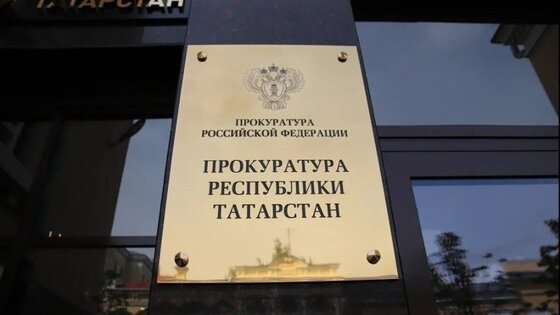 ТАТАРСТАН
ПРОКУРАТУРА
РОССИЙСКОЙ ФЕДЕРАЦИИ
ПРОКУРАТУРА
РЕСПУБЛИКИ
ТАТАРСТАН